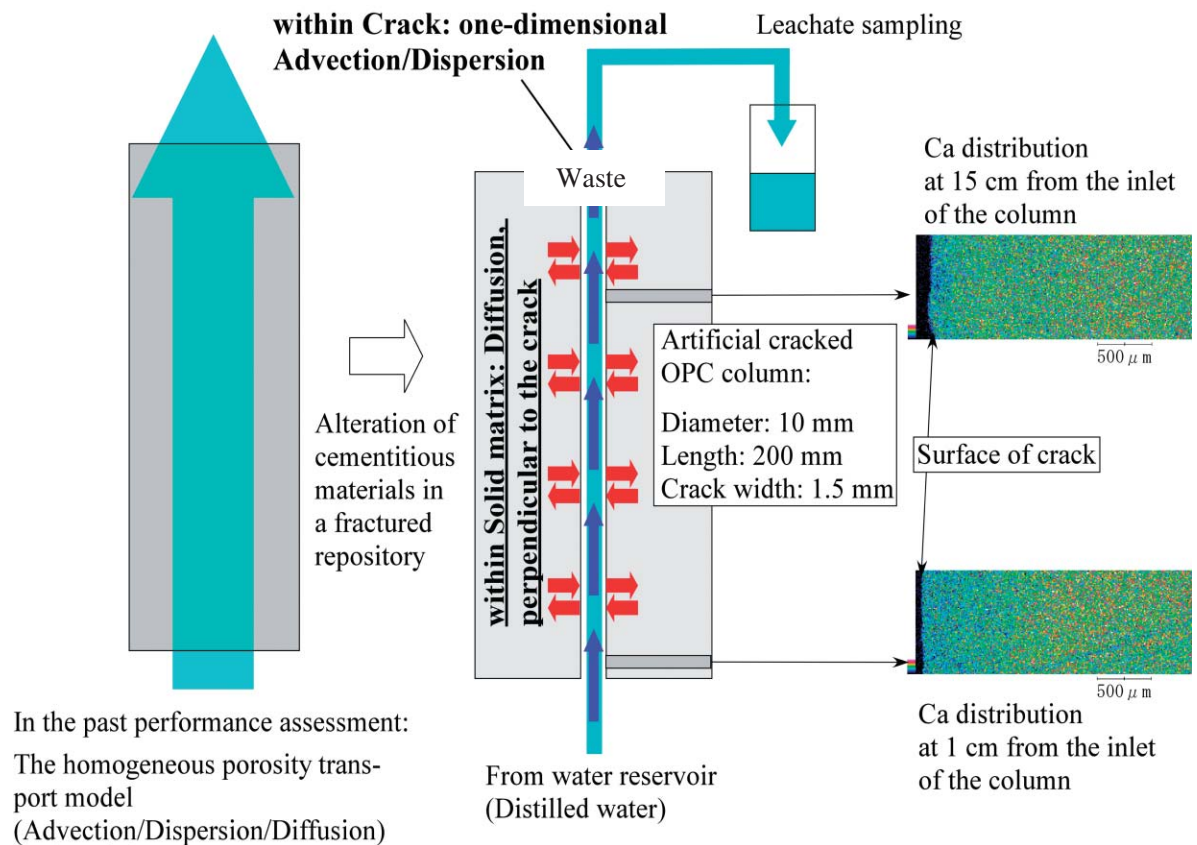 within Crack: one-dimensional
Advection/Dispersion
Leachate sampling
Waste
Ca distribution
at 15 cm from the inlet
of the column
500 μm
within Solid matrix: Diffusion,
perpendicular to the crack
Artificial cracked
OPC column:
Diameter: 10 mm
Length: 200 mm
Crack width: 1.5 mm
Alteration of
cementitious
materials in
a fractured
repository
Surface of crack
500 μm
In the past performance assessment:
The homogeneous porosity trans-
port model
(Advection/Dispersion/Diffusion)
From water reservoir
(Distilled water)
Ca distribution
at 1 cm from the inlet
of the column